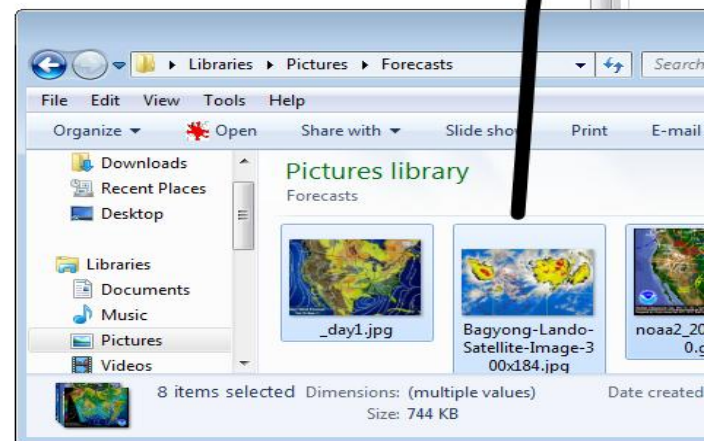 Libraries ▸ Pictures ▸ Forecasts
Search
File Edit View Tools Help
Organize Open Share with Slide show Print E-mail
Downloads
Recent Places
Desktop
Libraries
Documents
Music
Pictures
Videos
Pictures library
Forecasts
_day1.jpg
Bagyong-Lando-
Satellite-Image-3
00x184.jpg
noaa2_20
0.g
8 items selected Dimensions: (multiple values) Date created
Size: 744 KB